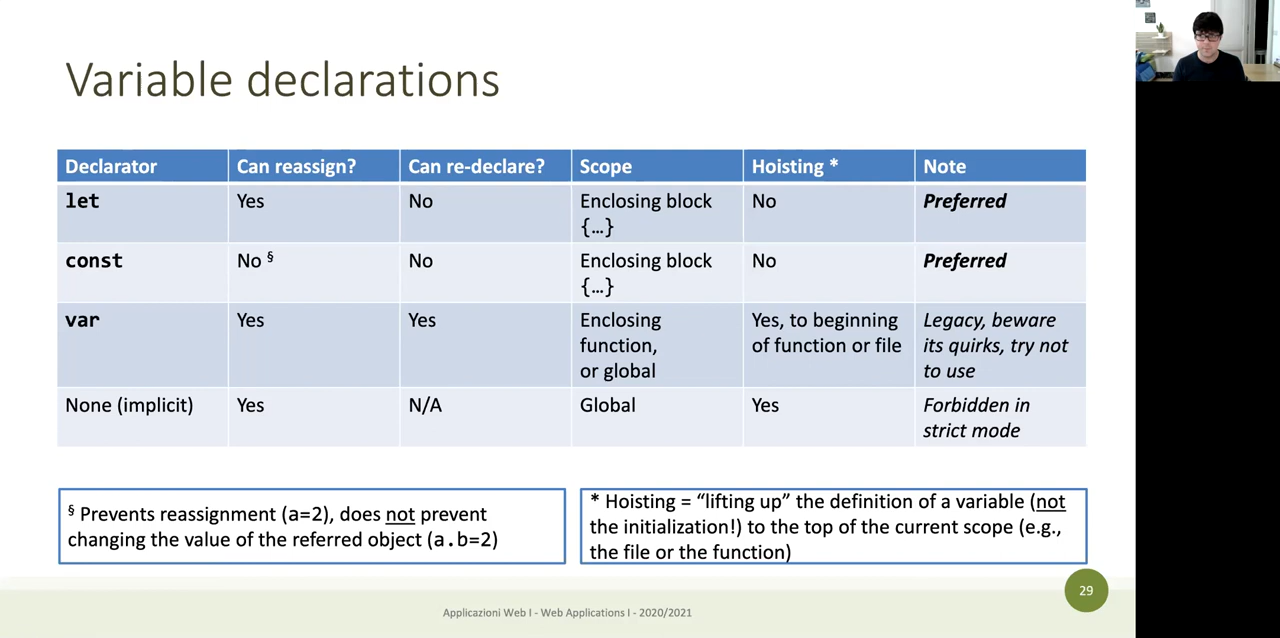 Variable declarations
Declarator Can reassign? Can re-declare? Scope Hoisting * Note
let Yes No Enclosing block No Preferred
{…}
const No § No Enclosing block No Preferred
{…}
var Yes Yes Enclosing Yes, to beginning Legacy, beware
function, of function or file its quirks, try not
or global to use
None (implicit) Yes N/A Global Yes Forbidden in
strict mode
§ Prevents reassignment (a=2), does not prevent
changing the value of the referred object (a.b=2)
* Hoisting = “lifting up” the definition of a variable (not
the initialization!) to the top of the current scope (e.g.,
the file or the function)
29
Applicazioni Web I - Web Applications I - 2020/2021